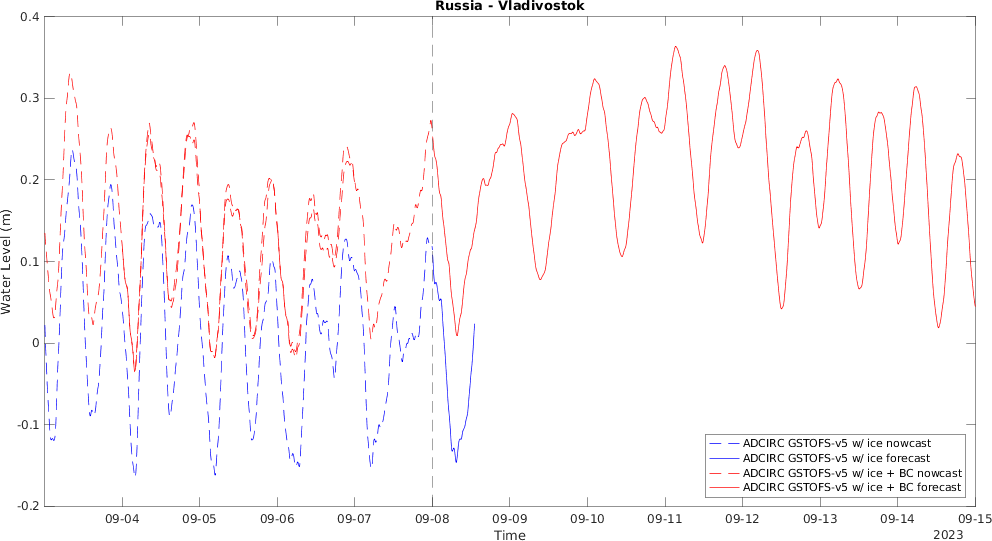 Russia - Vladivostok
0.4
0.3
0.2
0.1
0
-0.1
-0.2
Water Level (m)
09-04 09-05 09-06 09-07 09-08 09-09 09-10 09-11 09-12 09-13 09-14 09-15
Time
2023
ADCIRC GSTOFS-v5 w/ ice nowcast
ADCIRC GSTOFS-v5 w/ ice forecast
ADCIRC GSTOFS-v5 w/ ice + BC nowcast
ADCIRC GSTOFS-v5 w/ ice + BC forecast